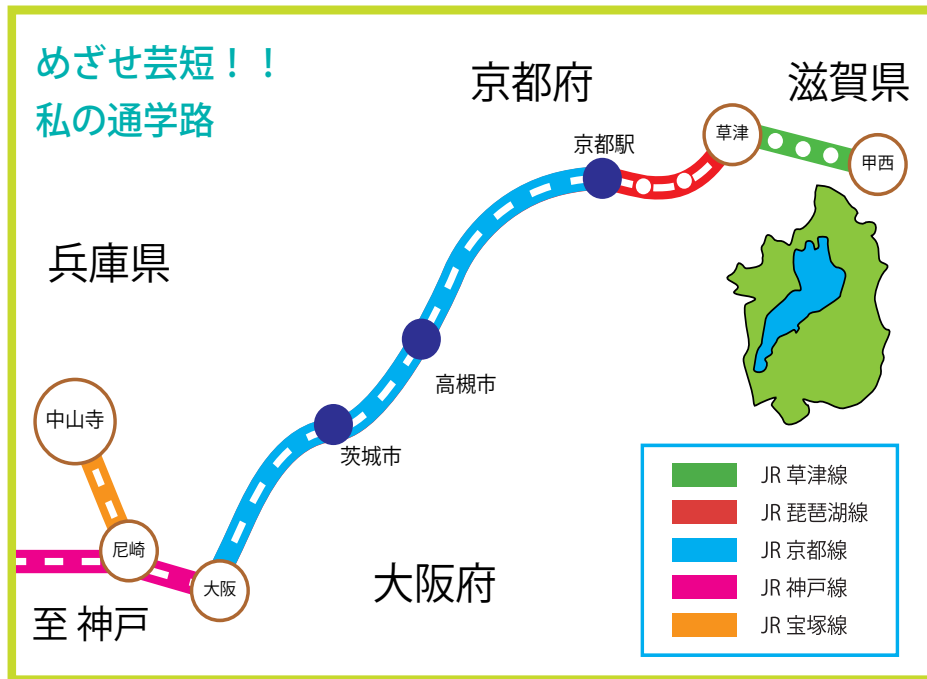 めざせ芸短！！
私の通学路
京都府
滋賀県
京都駅
草津
甲西
兵庫県
高槻市
中山寺
茨城市
尼崎
大阪
大阪府
至 神戸
JR 草津線
JR 琵琶湖線
JR 京都線
JR 神戸線
JR 宝塚線